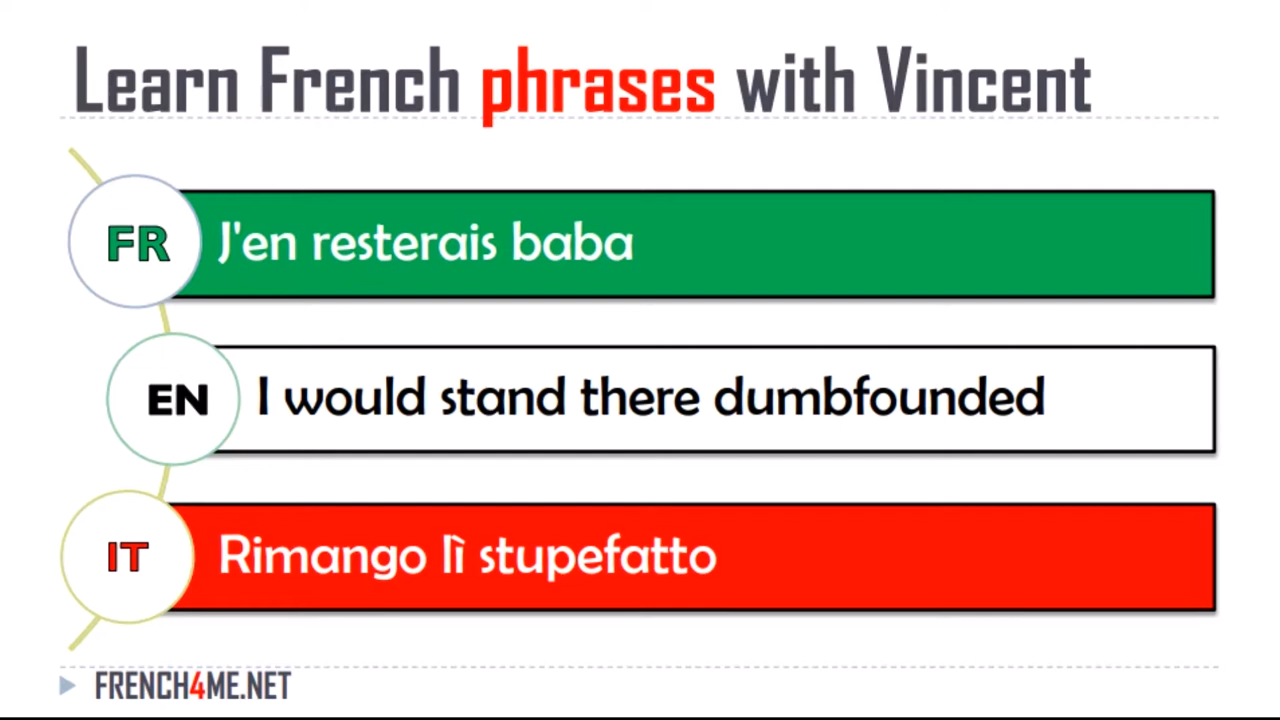 Learn French phrases with Vincent
FR
J'en resterais baba
EN
I would stand there dumbfounded
IT
Rimango lì stupefatto
FRENCH4ME.NET